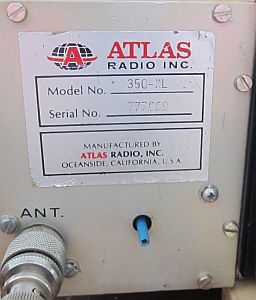 ATLAS
RADIO INC.
Model No. 350-XL
Serial No.
MANUFACTURED BY
ATLAS RADIO, INC.
OCEANSIDE, CALIFORNIA, U.S.A
ANT.